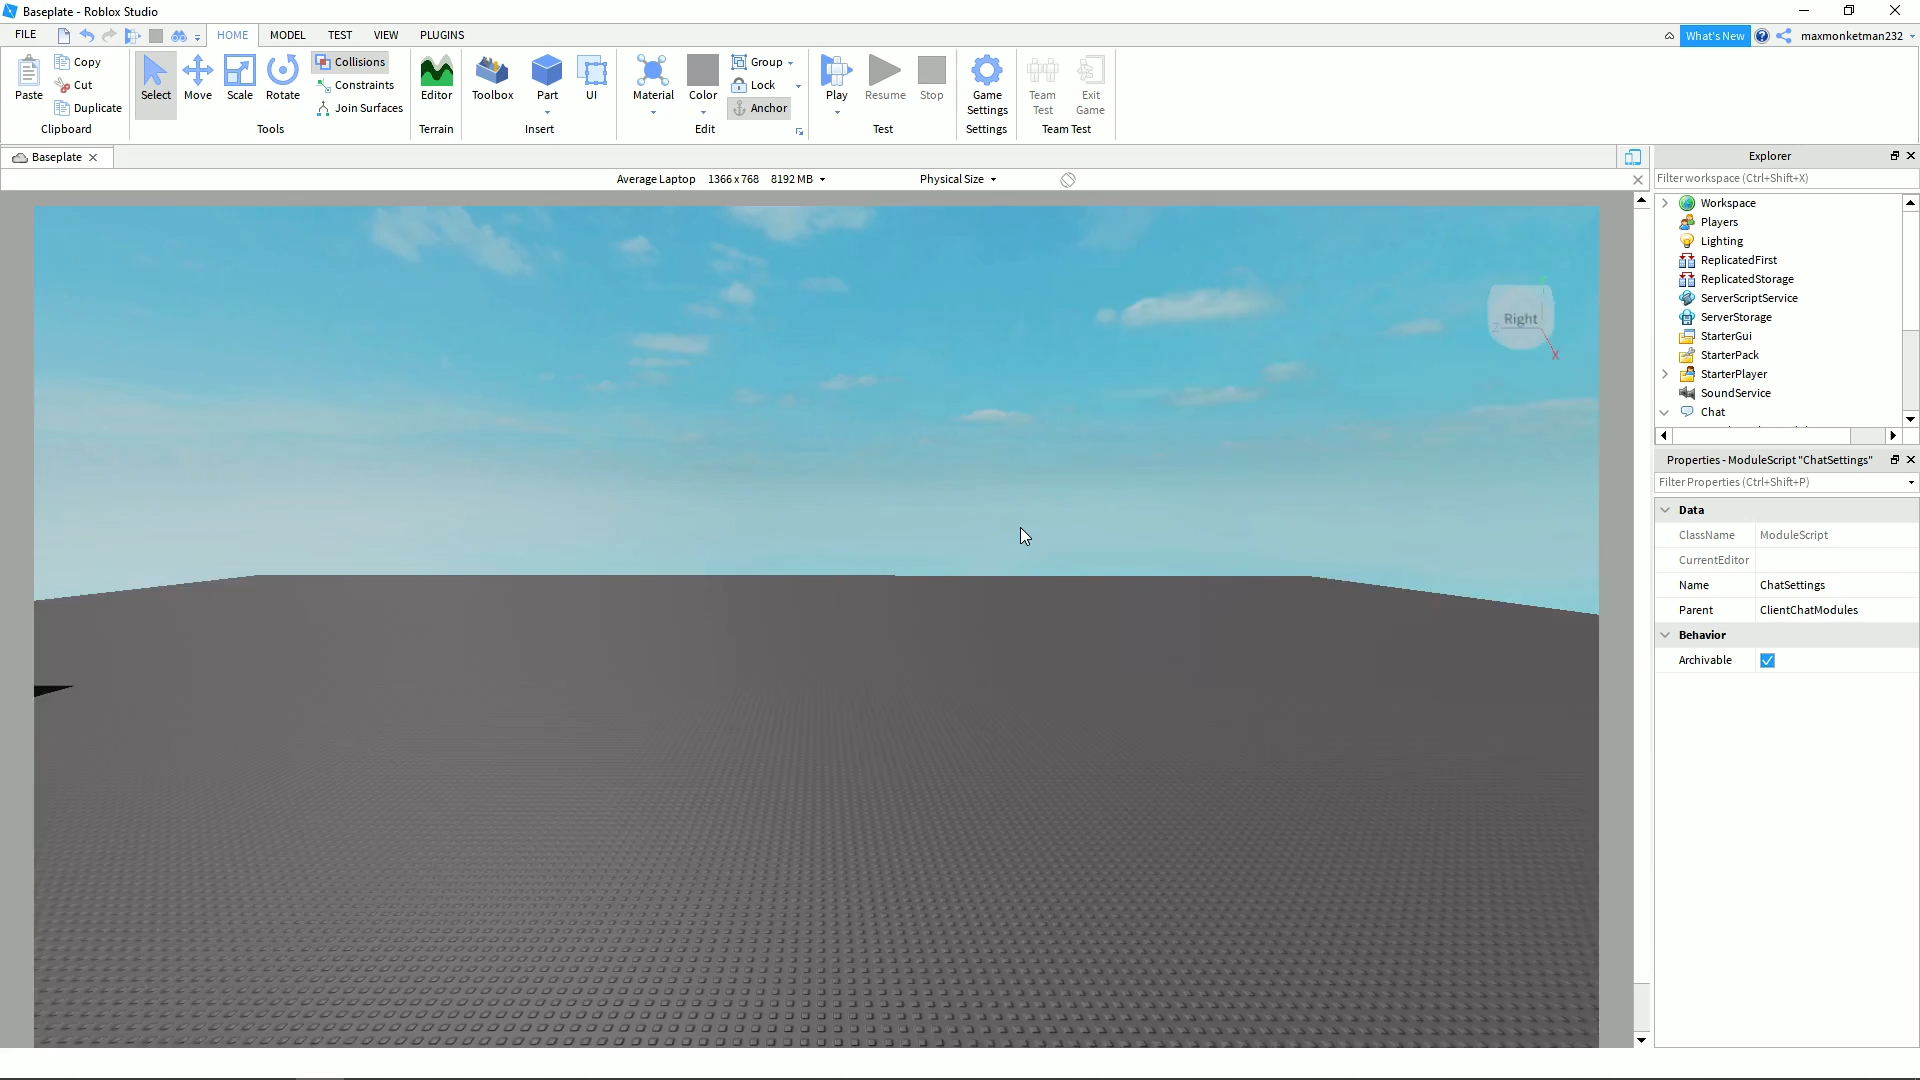 Baseplate - Roblox Studio
FILE HOME MODEL TEST VIEW PLUGINS What's New maxmonketman232
Paste Copy Cut Duplicate Clipboard
Select Move Scale Rotate Collisions Constraints Join Surfaces Tools
Editor Terrain
Toolbox Part UI Insert
Material Color Group Lock Anchor Edit
Play Resume Stop Test
Game Settings Settings
Team Test Exit Game Team Test
Baseplate
Average Laptop 1366 x 768 8192 MB Physical Size
Right
X
Z
Explorer
Filter workspace (Ctrl+Shift+X)
Workspace
Players
Lighting
ReplicatedFirst
ReplicatedStorage
ServerScriptService
ServerStorage
StarterGui
StarterPack
StarterPlayer
SoundService
Chat
Properties - ModuleScript "ChatSettings"
Filter Properties (Ctrl+Shift+P)
Data
ClassName ModuleScript
CurrentEditor
Name ChatSettings
Parent ClientChatModules
Behavior
Archivable